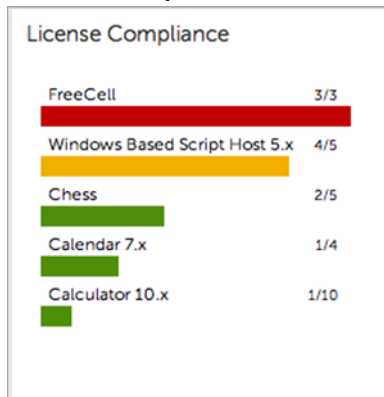 License Compliance
FreeCell 3/3
Windows Based Script Host 5.x 4/5
Chess 2/5
Calendar 7.x 1/4
Calculator 10.x 1/10